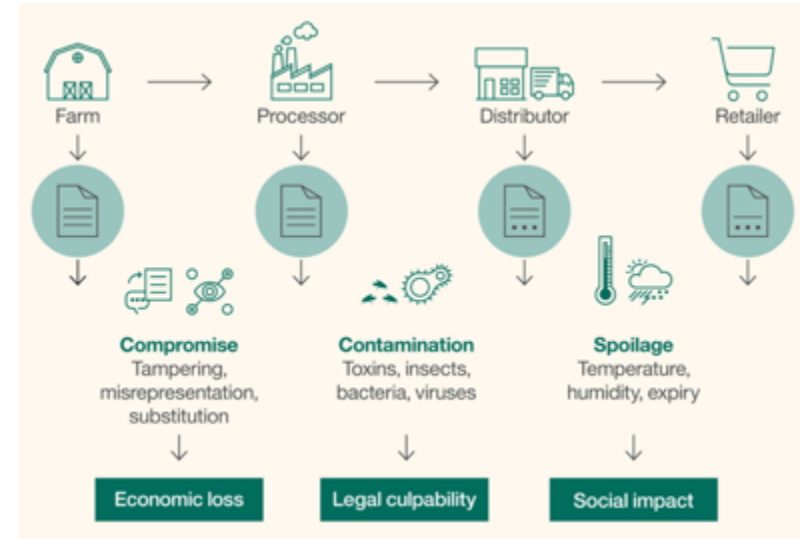 Farm
Processor
Distributor
Retailer
Compromise
Tampering,
misrepresentation,
substitution
Contamination
Toxins, insects,
bacteria, viruses
Spoilage
Temperature,
humidity, expiry
Economic loss
Legal culpability
Social impact